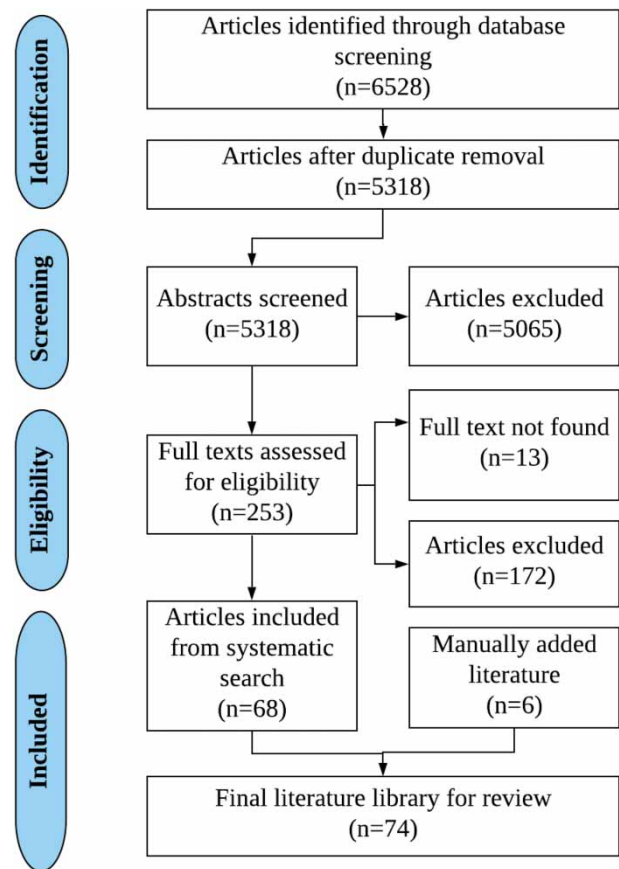 Identification
Articles identified through database
screening
(n=6528)
Articles after duplicate removal
(n=5318)
Screening
Abstracts screened
(n=5318)
Articles excluded
(n=5065)
Eligibility
Full texts assessed
for eligibility
(n=253)
Full text not found
(n=13)
Articles excluded
(n=172)
Included
Articles included
from systematic
search
(n=68)
Manually added
literature
(n=6)
Final literature library for review
(n=74)